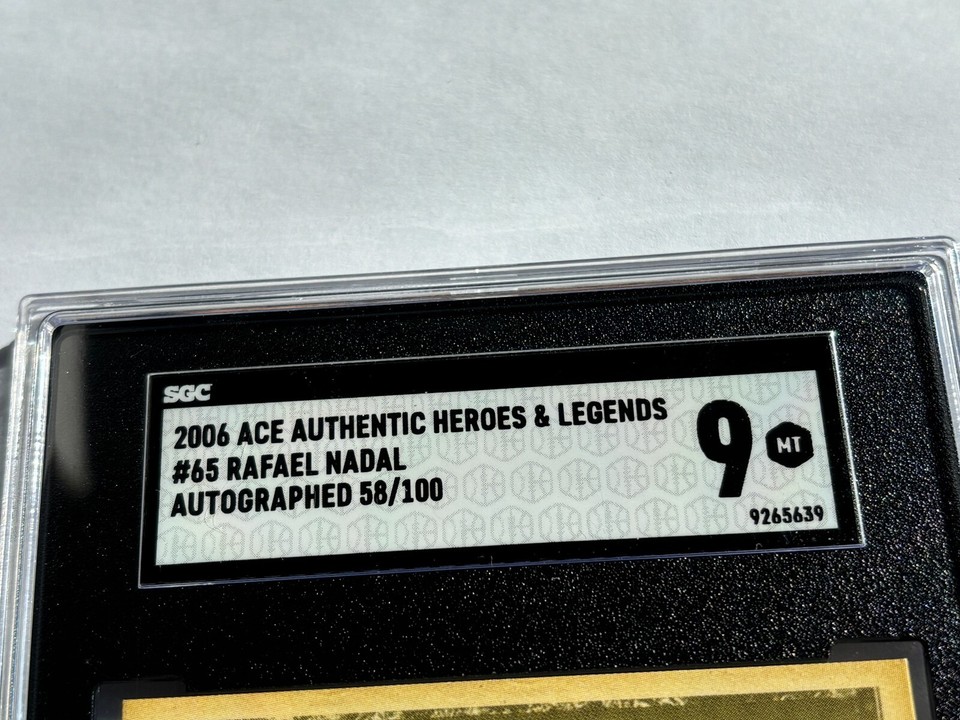 SGC
2006 ACE AUTHENTIC HEROES & LEGENDS
#65 RAFAEL NADAL
AUTOGRAPHED 58/100
9
MT
9265639